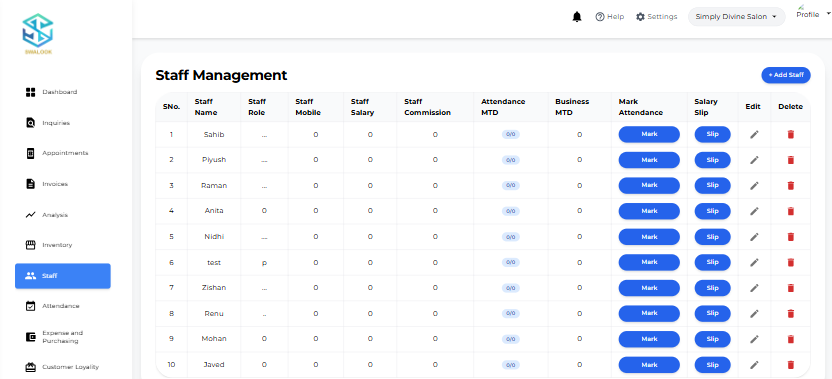 Help
Settings
Simply Divine Salon
Profile
SWALOOK
Dashboard
Inquiries
Appointments
Invoices
Analysis
Inventory
Staff
Attendance
Expense and
Purchasing
Customer Loyality
Staff Management
+ Add Staff
SNo. Staff Name Staff Role Staff Mobile Staff Salary Staff Commission Attendance MTD Business MTD Mark Attendance Salary Slip Edit Delete
1 Sahib ... 0 0 0 0/0 0 Mark Slip
2 Piyush .... 0 0 0 0/0 0 Mark Slip
3 Raman .... 0 0 0 0/0 0 Mark Slip
4 Anita 0 0 0 0 0/0 0 Mark Slip
5 Nidhi ... 0 0 0 0/0 0 Mark Slip
6 test p 0 0 0 0/0 0 Mark Slip
7 Zishan ... 0 0 0 0/0 0 Mark Slip
8 Renu .. 0 0 0 0/0 0 Mark Slip
9 Mohan 0 0 0 0 0/0 0 Mark Slip
10 Javed 0 0 0 0 0/0 0 Mark Slip